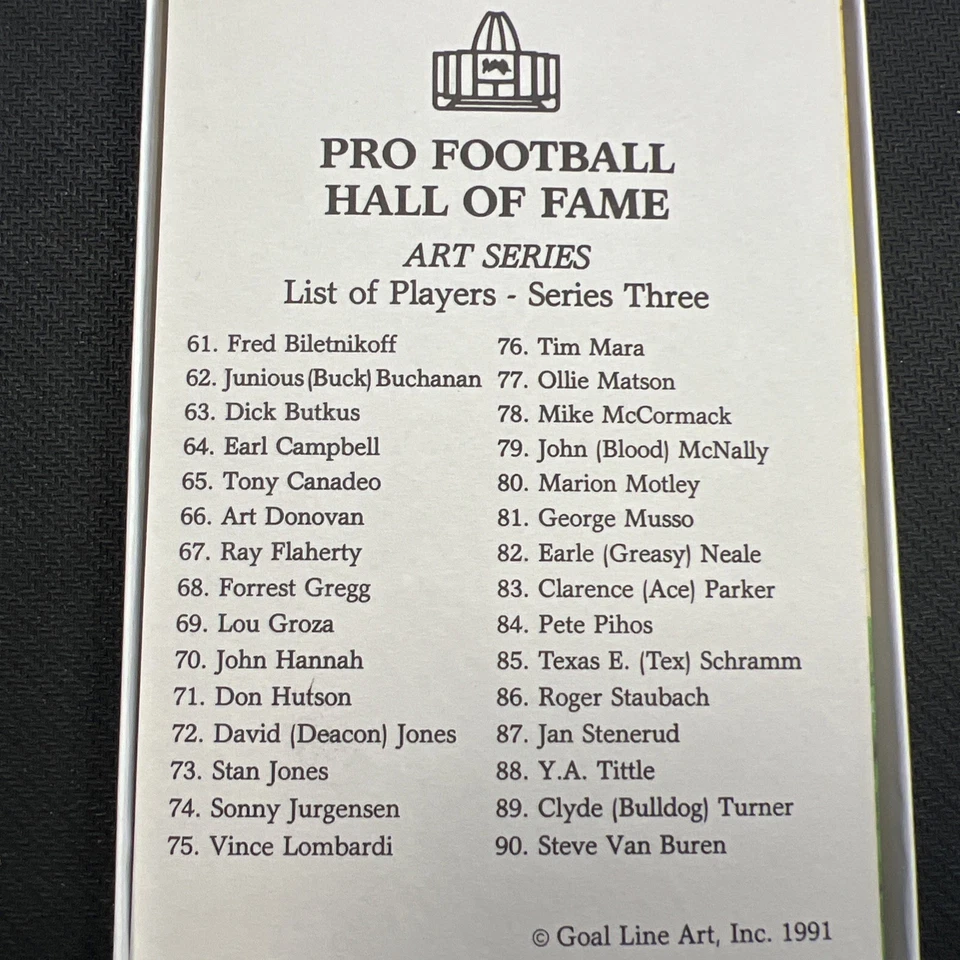 PRO FOOTBALL
HALL OF FAME
ART SERIES
List of Players - Series Three
61. Fred Biletnikoff
62. Junious (Buck) Buchanan
63. Dick Butkus
64. Earl Campbell
65. Tony Canadeo
66. Art Donovan
67. Ray Flaherty
68. Forrest Gregg
69. Lou Groza
70. John Hannah
71. Don Hutson
72. David (Deacon) Jones
73. Stan Jones
74. Sonny Jurgensen
75. Vince Lombardi
76. Tim Mara
77. Ollie Matson
78. Mike McCormack
79. John (Blood) McNally
80. Marion Motley
81. George Musso
82. Earle (Greasy) Neale
83. Clarence (Ace) Parker
84. Pete Pihos
85. Texas E. (Tex) Schramm
86. Roger Staubach
87. Jan Stenerud
88. Y.A. Tittle
89. Clyde (Bulldog) Turner
90. Steve Van Buren
© Goal Line Art, Inc. 1991